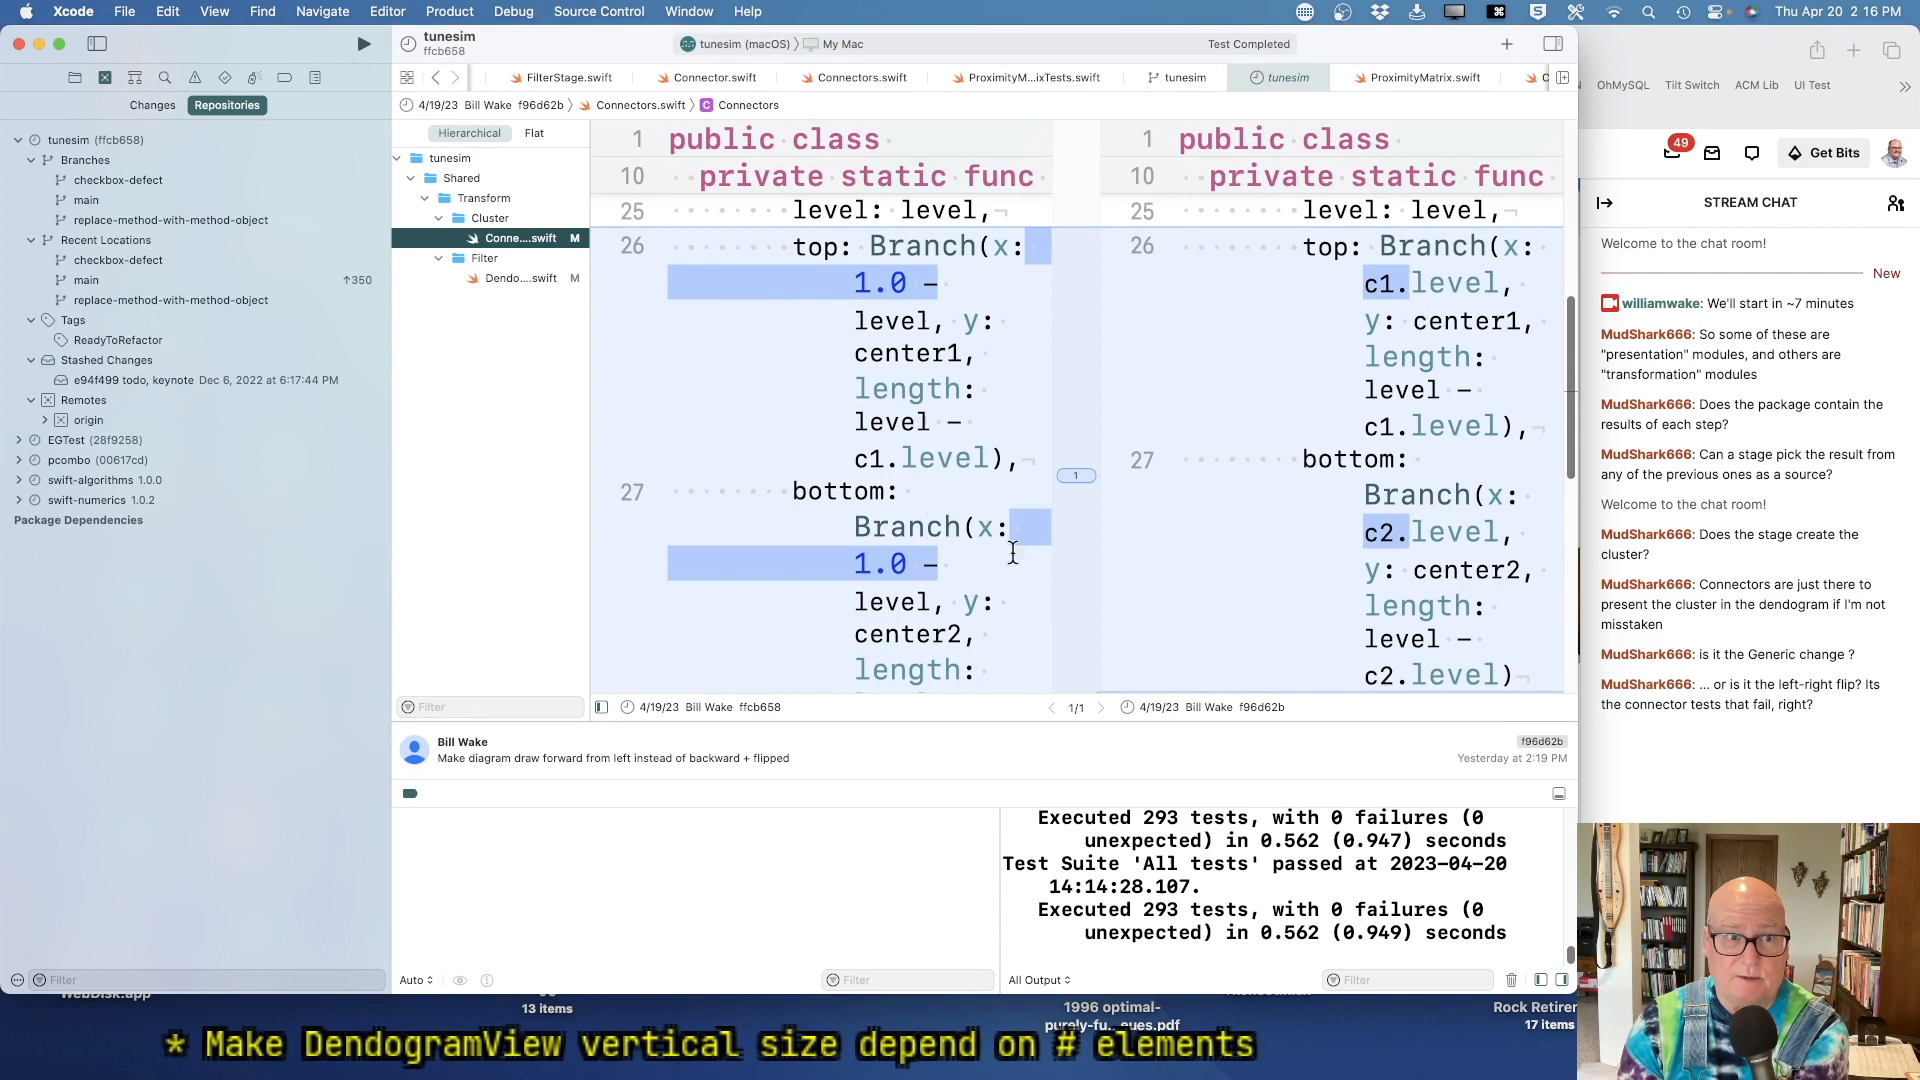 Xcode File Edit View Find Navigate Editor Product Debug Source Control Window Help Thu Apr 20 2 16 PM
tunesim
ffcb658
tunesim (macOS) My Mac Test Completed
Changes Repositories
tunesim (ffcb658)
Branches
checkbox-defect
main
replace-method-with-method-object
Recent Locations
checkbox-defect
main ↑350
replace-method-with-method-object
Tags
ReadyToRefactor
Stashed Changes
e94f499 todo, keynote Dec 6, 2022 at 6:17:44 PM
Remotes
origin
EGTest (28f9258)
pcombo (00617cd)
swift-algorithms 1.0.0
swift-numerics 1.0.2
Package Dependencies
Filter
FilterStage.swift Connector.swift Connectors.swift ProximityM...ixTests.swift tunesim tunesim ProximityMatrix.swift C
4/19/23 Bill Wake f96d62b Connectors.swift C Connectors
Hierarchical Flat
tunesim
Shared
Transform
Cluster
Conne....swift M
Filter
Dendo....swift M
Filter
1 public class
10 private static func
25 level: level,
26 top: Branch(x:
1.0 –
level, y:
center1,
length:
level –
c1.level),
27 bottom:
Branch(x:
1.0 –
level, y:
center2,
length:
1
1 public class
10 private static func
25 level: level,
26 top: Branch(x:
c1.level,
y: center1,
length:
level –
c1.level),
27 bottom:
Branch(x:
c2.level,
y: center2,
length:
level –
c2.level)
4/19/23 Bill Wake ffcb658 1/1 4/19/23 Bill Wake f96d62b
Bill Wake f96d62b
Make diagram draw forward from left instead of backward + flipped Yesterday at 2:19 PM
Executed 293 tests, with 0 failures (0
unexpected) in 0.562 (0.947) seconds
Test Suite 'All tests' passed at 2023-04-20
14:14:28.107.
Executed 293 tests, with 0 failures (0
unexpected) in 0.562 (0.949) seconds
Auto Filter All Output Filter
OhMySQL Tilt Switch ACM Lib UI Test
49 Get Bits
STREAM CHAT
Welcome to the chat room!
New
williamwake: We'll start in ~7 minutes
MudShark666: So some of these are
"presentation" modules, and others are
"transformation" modules
MudShark666: Does the package contain the
results of each step?
MudShark666: Can a stage pick the result from
any of the previous ones as a source?
Welcome to the chat room!
MudShark666: Does the stage create the
cluster?
MudShark666: Connectors are just there to
present the cluster in the dendogram if I'm not
misstaken
MudShark666: is it the Generic change ?
MudShark666: ... or is it the left-right flip? Its
the connector tests that fail, right?
WebDisk.app
13 items
1996 optimal-
purely-fu...eues.pdf
Rock Retirer
17 items
* Make DendogramView vertical size depend on # elements